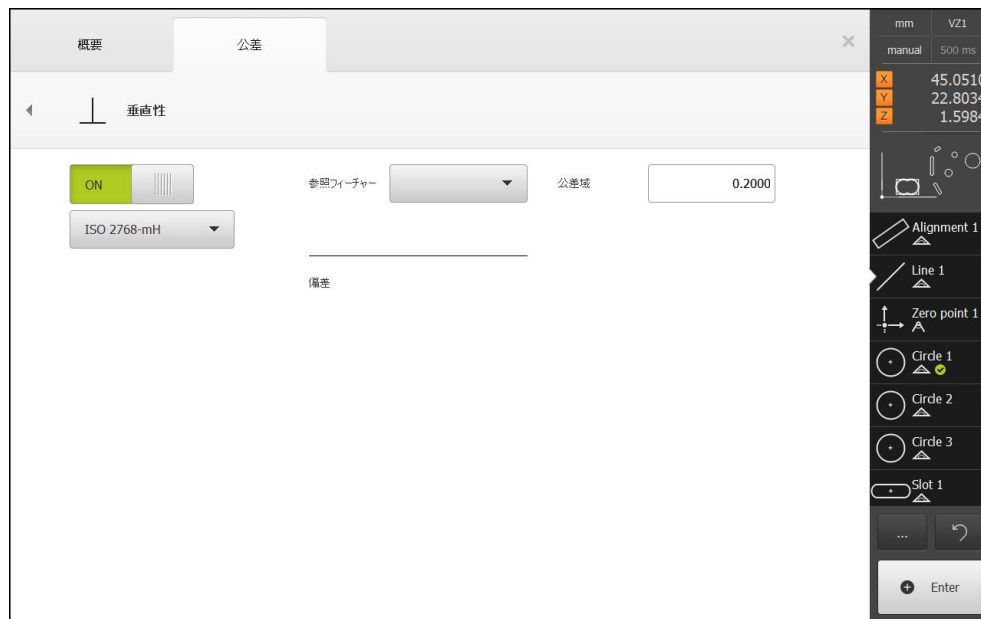 概要
公差
垂直性
ON
参照フィーチャー
公差域
0.2000
ISO 2768-mH
偏差
mm VZ1
manual 500 ms
X 45.0510
Y 22.8034
Z 1.5984
Alignment 1
Line 1
Zero point 1
Circle 1
Circle 2
Circle 3
Slot 1
...
Enter